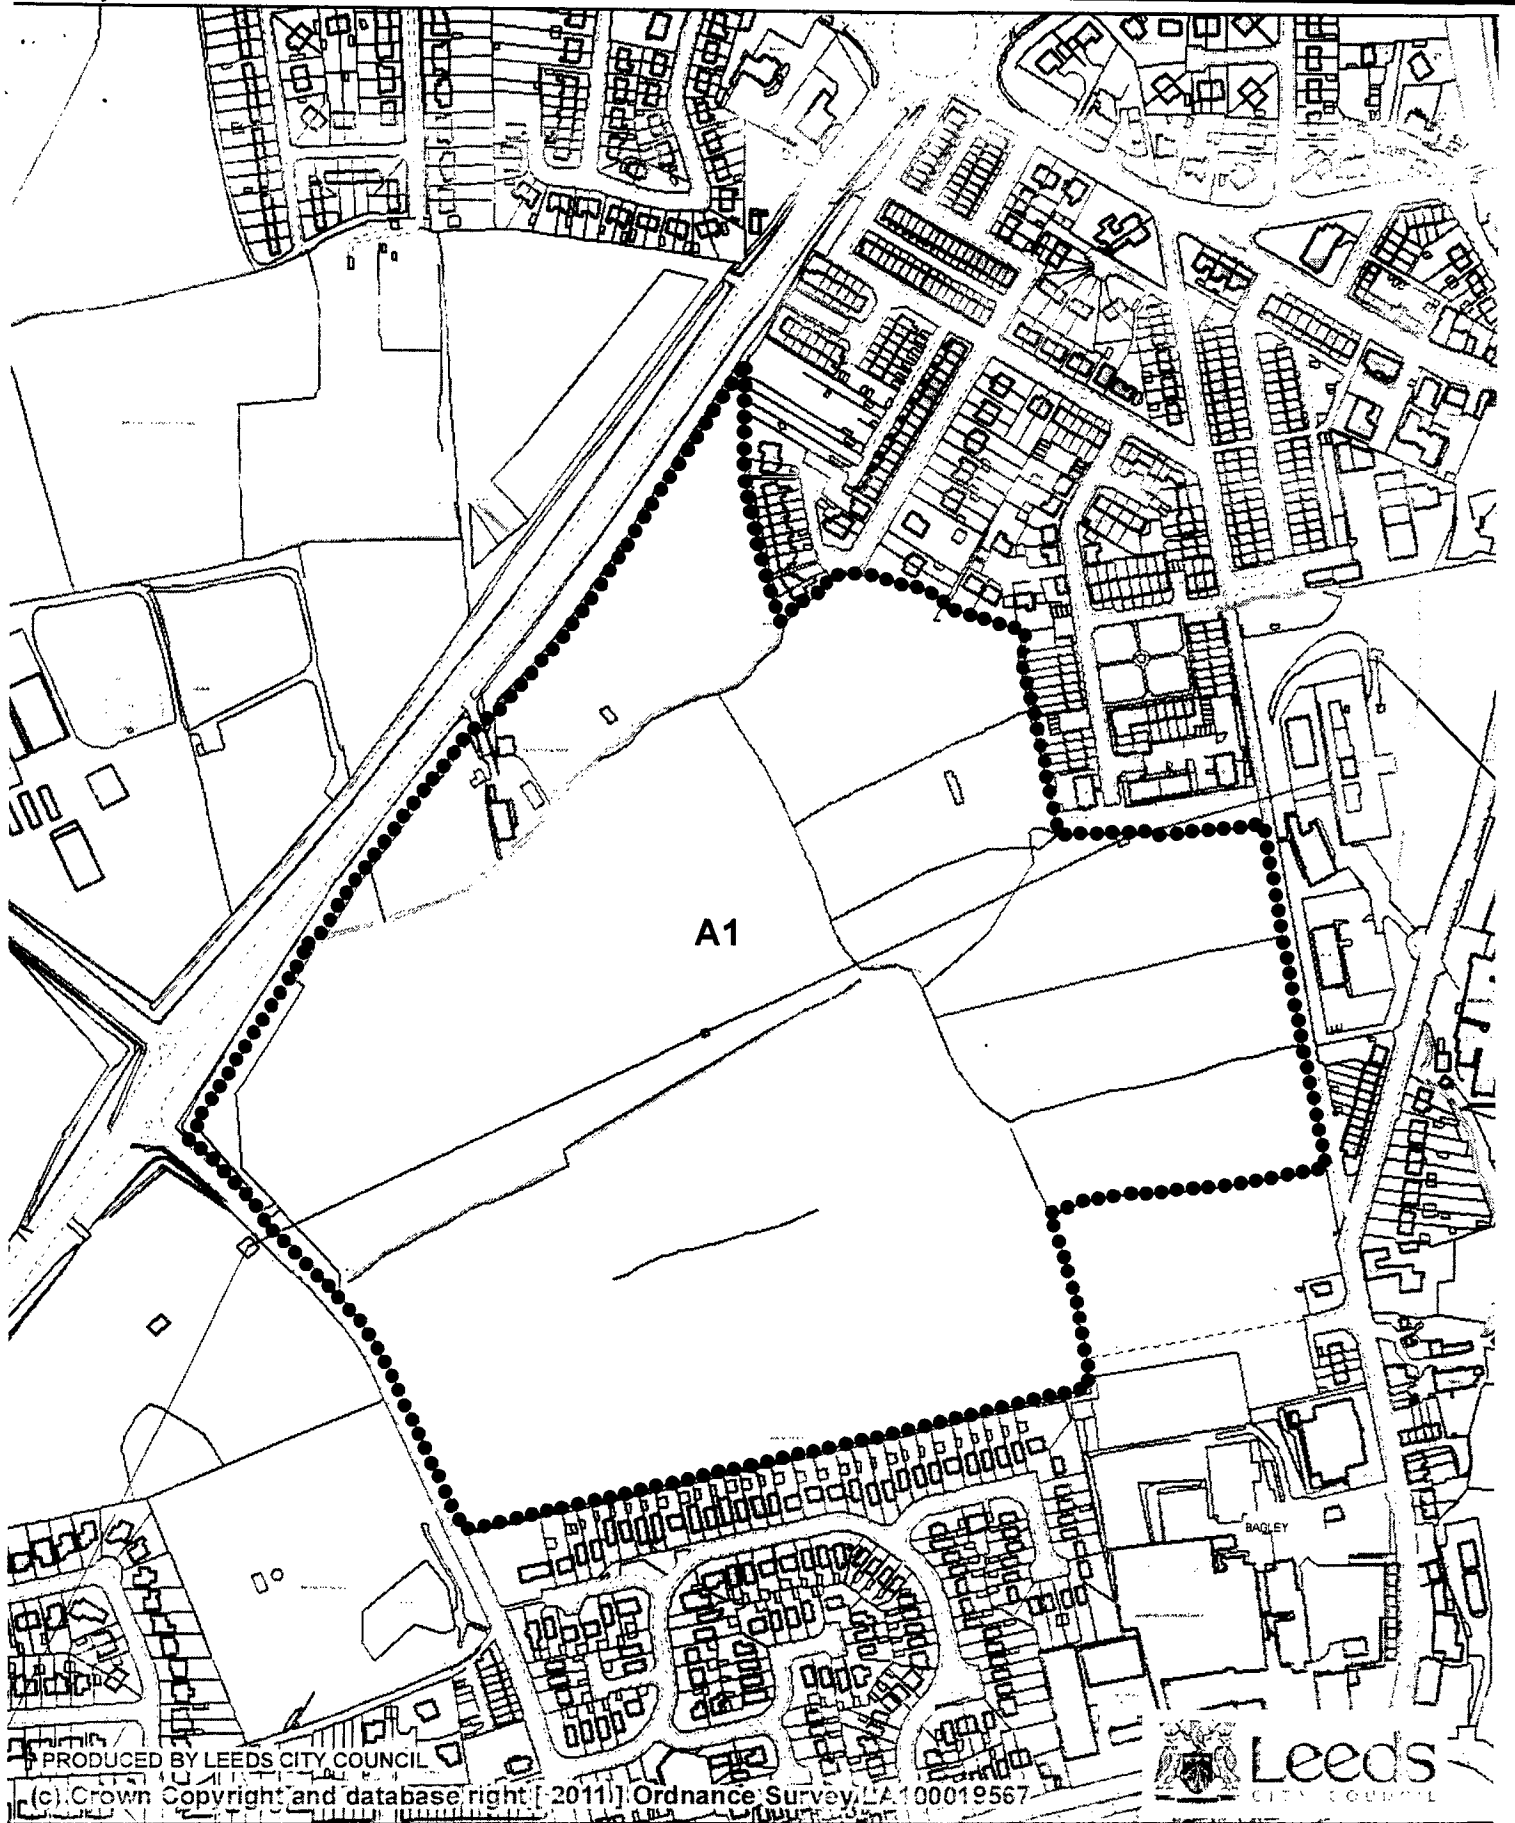 A1
BAGLEY
PRODUCED BY LEEDS CITY COUNCIL
(c) Crown Copyright and database right [ 2011 ] Ordnance Survey LA100019567
Leeds
CITY COUNCIL